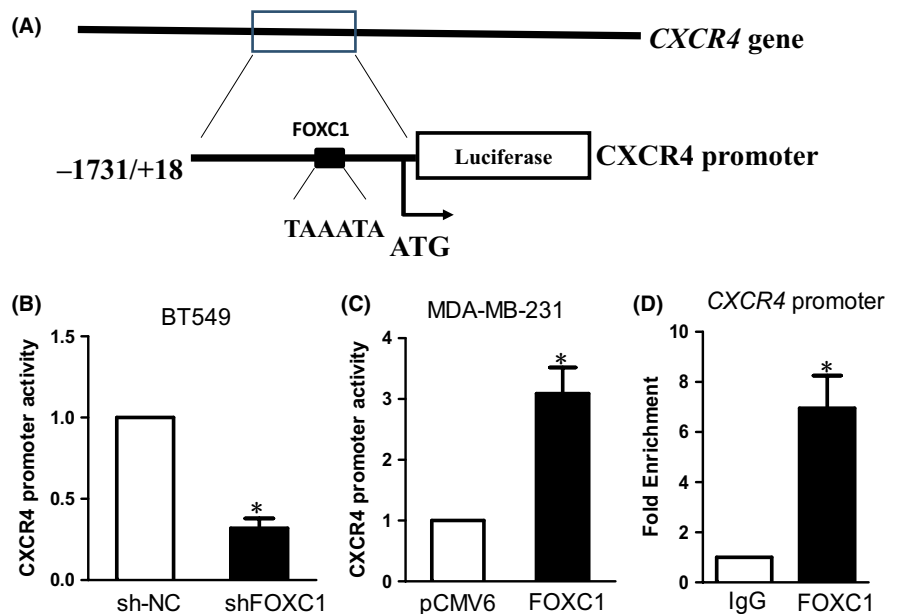 (A)
CXCR4 gene
FOXC1
–1731/+18
Luciferase
CXCR4 promoter
TAAATA
ATG
(B)
BT549
CXCR4 promoter activity
1.5
1.0
0.5
0.0
*
sh-NC
shFOXC1
(C)
MDA-MB-231
CXCR4 promoter activity
4
3
2
1
0
*
pCMV6
FOXC1
(D)
CXCR4 promoter
Fold Enrichment
10
8
6
4
2
0
*
IgG
FOXC1